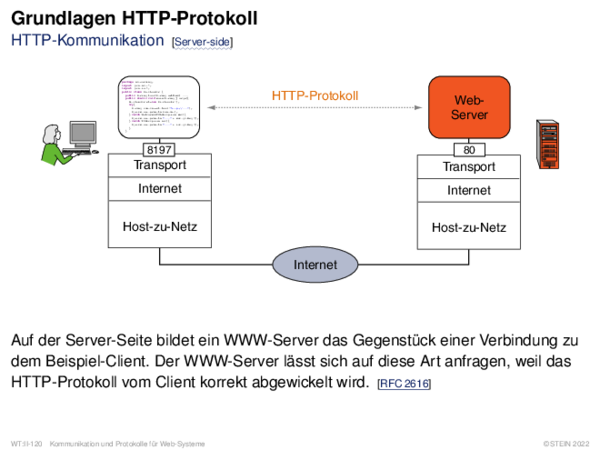 Grundlagen HTTP-Protokoll
HTTP-Kommunikation [Server-side]
HTTP-Protokoll
Web-
Server
8197
80
Transport
Internet
Host-zu-Netz
Transport
Internet
Host-zu-Netz
Internet
Auf der Server-Seite bildet ein WWW-Server das Gegenstück einer Verbindung zu
dem Beispiel-Client. Der WWW-Server lässt sich auf diese Art anfragen, weil das
HTTP-Protokoll vom Client korrekt abgewickelt wird. [RFC 2616]
WT:II-120 Kommunikation und Protokolle für Web-Systeme
©STEIN 2022